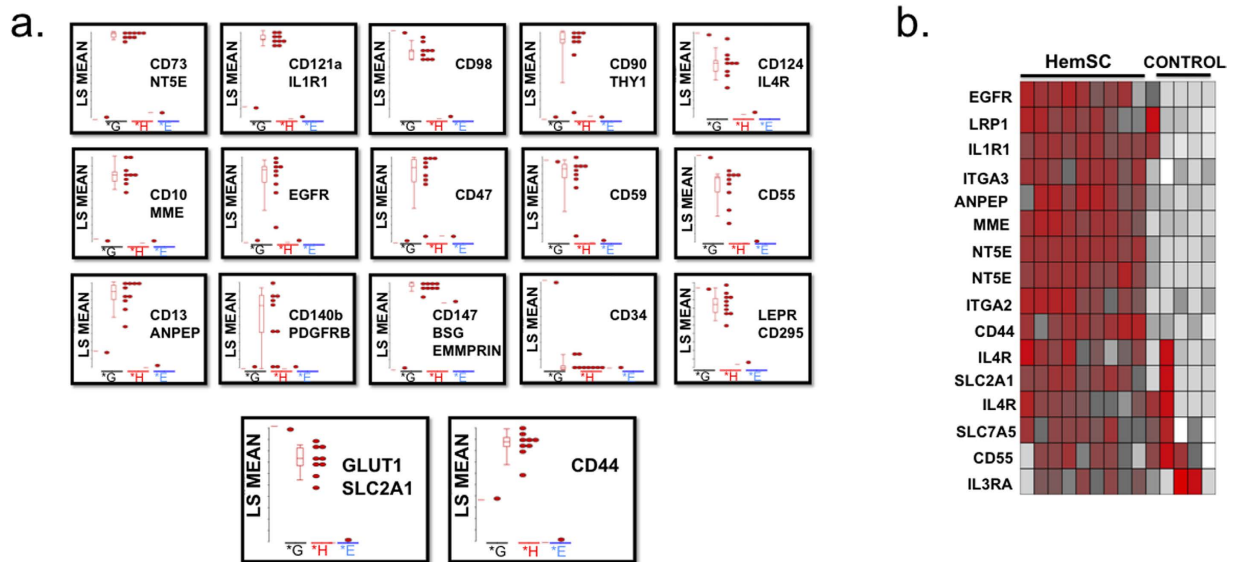 a.
LS MEAN
CD73
NT5E
*G *H *E
LS MEAN
CD121a
IL1R1
*G *H *E
LS MEAN
CD98
*G *H *E
LS MEAN
CD90
THY1
*G *H *E
LS MEAN
CD124
IL4R
*G *H *E
LS MEAN
CD10
MME
*G *H *E
LS MEAN
EGFR
*G *H *E
LS MEAN
CD47
*G *H *E
LS MEAN
CD59
*G *H *E
LS MEAN
CD55
*G *H *E
LS MEAN
CD13
ANPEP
*G *H *E
LS MEAN
CD140b
PDGFRB
*G *H *E
LS MEAN
CD147
BSG
EMMPRIN
*G *H *E
LS MEAN
CD34
*G *H *E
LS MEAN
LEPR
CD295
*G *H *E
LS MEAN
GLUT1
SLC2A1
*G *H *E
LS MEAN
CD44
*G *H *E
b.
HemSC CONTROL
EGFR
LRP1
IL1R1
ITGA3
ANPEP
MME
NT5E
NT5E
ITGA2
CD44
IL4R
SLC2A1
IL4R
SLC7A5
CD55
IL3RA